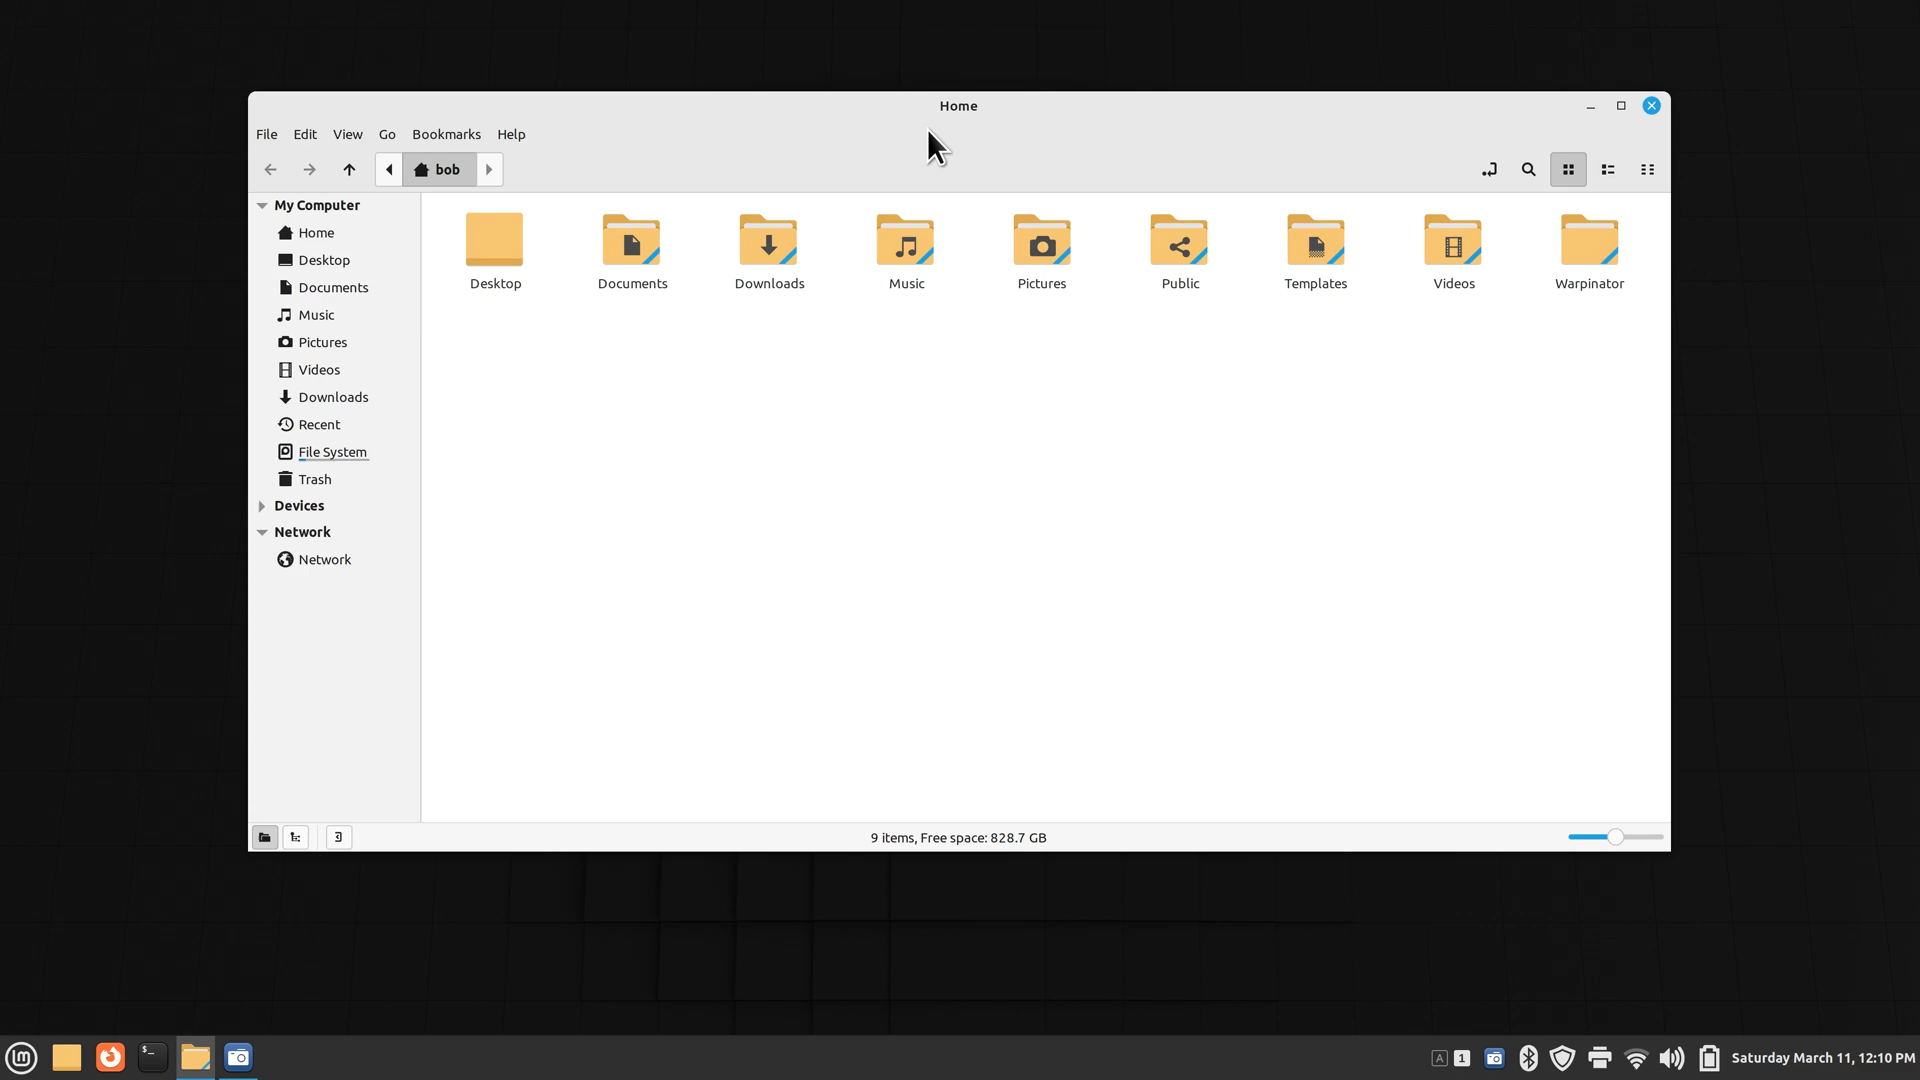 Home
File Edit View Go Bookmarks Help
bob
My Computer
Home
Desktop
Documents
Music
Pictures
Videos
Downloads
Recent
File System
Trash
Devices
Network
Network
Desktop Documents Downloads Music Pictures Public Templates Videos Warpinator
9 items, Free space: 828.7 GB
lm $_ A 1 Saturday March 11, 12:10 PM